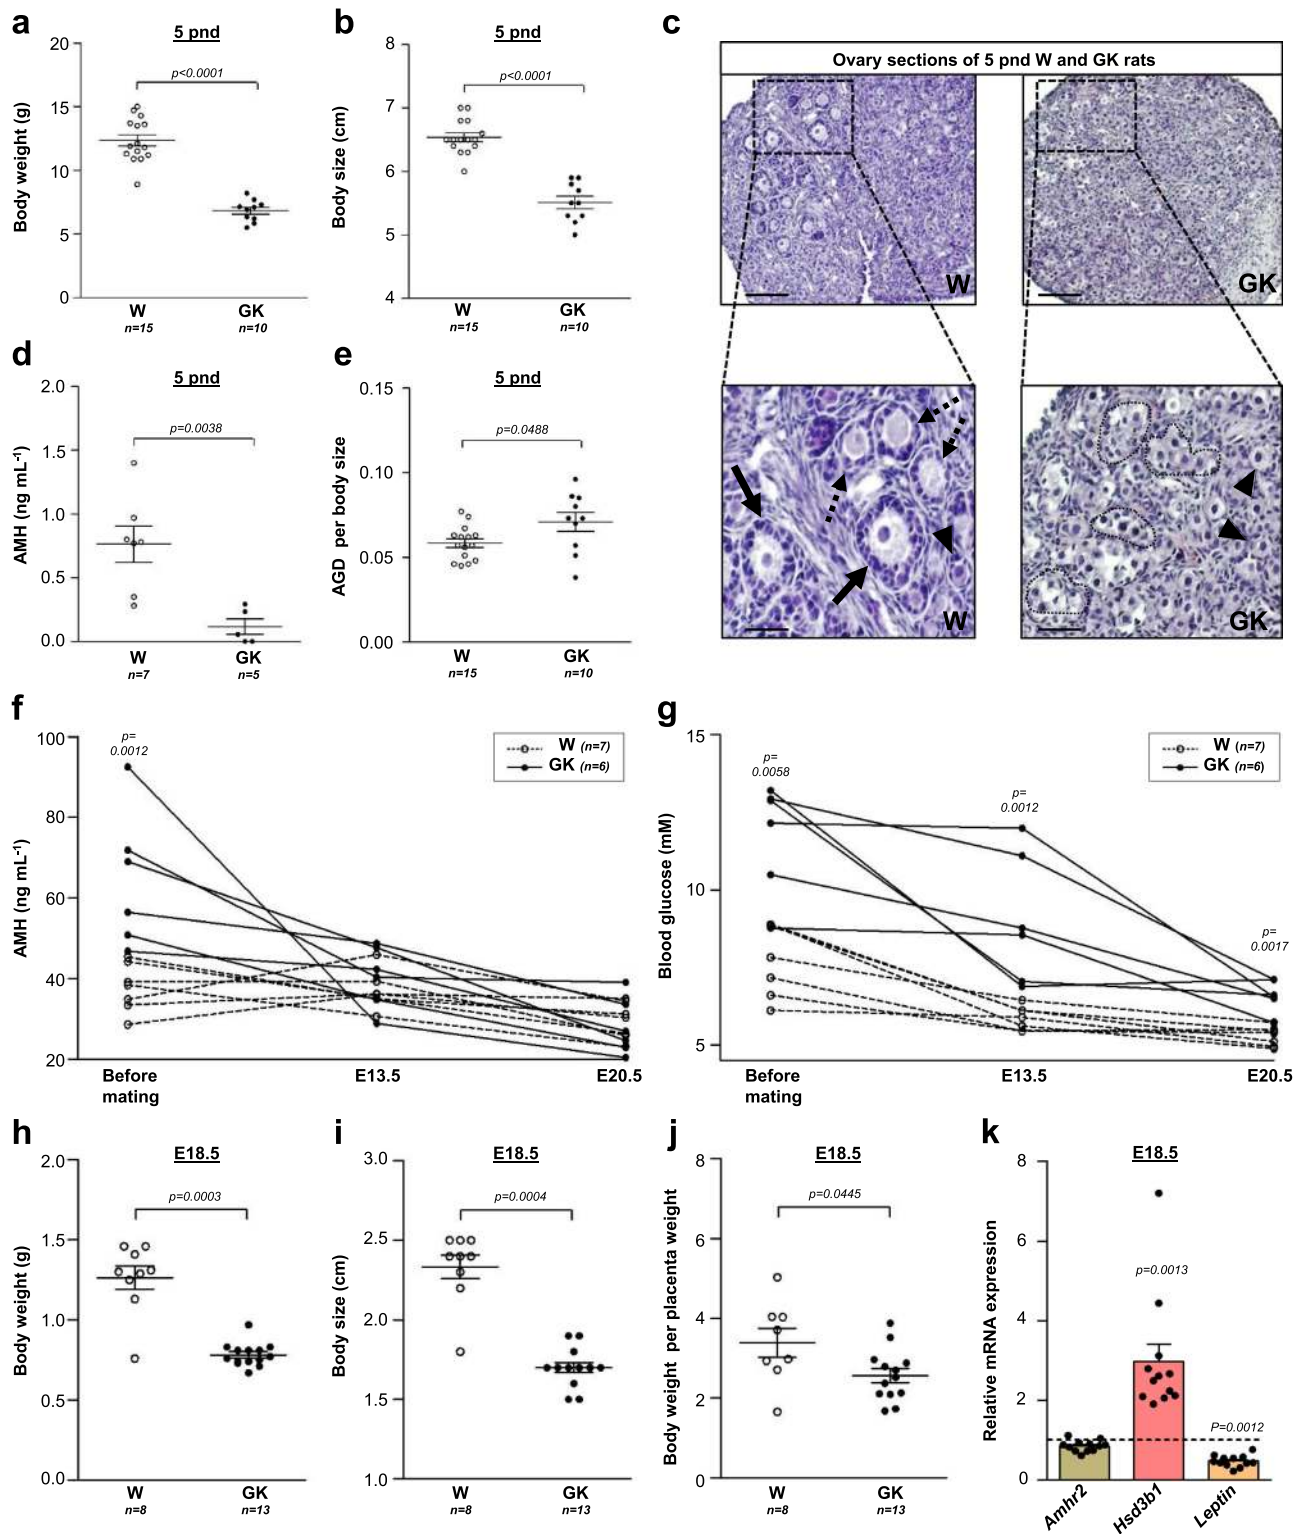 a
5 pnd
p<0.0001
Body weight (g)
20
15
10
5
0
W
n=15
GK
n=10
b
5 pnd
p<0.0001
Body size (cm)
8
7
6
5
4
W
n=15
GK
n=10
c
Ovary sections of 5 pnd W and GK rats
W
GK
W
GK
d
5 pnd
p=0.0038
AMH (ng mL-1)
2.0
1.5
1.0
0.5
0.0
W
n=7
GK
n=5
e
5 pnd
p=0.0488
AGD per body size
0.15
0.10
0.05
0.00
W
n=15
GK
n=10
f
p=
0.0012
W (n=7)
GK (n=6)
AMH (ng mL-1)
100
80
60
40
20
Before
mating
E13.5
E20.5
g
p=
0.0058
p=
0.0012
p=
0.0017
W (n=7)
GK (n=6)
Blood glucose (mM)
15
10
5
Before
mating
E13.5
E20.5
h
E18.5
p=0.0003
Body weight (g)
2.0
1.5
1.0
0.5
0.0
W
n=8
GK
n=13
i
E18.5
p=0.0004
Body size (cm)
3.0
2.5
2.0
1.5
1.0
W
n=8
GK
n=13
j
E18.5
p=0.0445
Body weight per placenta weight
8
6
4
2
0
W
n=8
GK
n=13
k
E18.5
p=0.0013
P=0.0012
Relative mRNA expression
8
6
4
2
0
Amhr2
Hsd3b1
Leptin